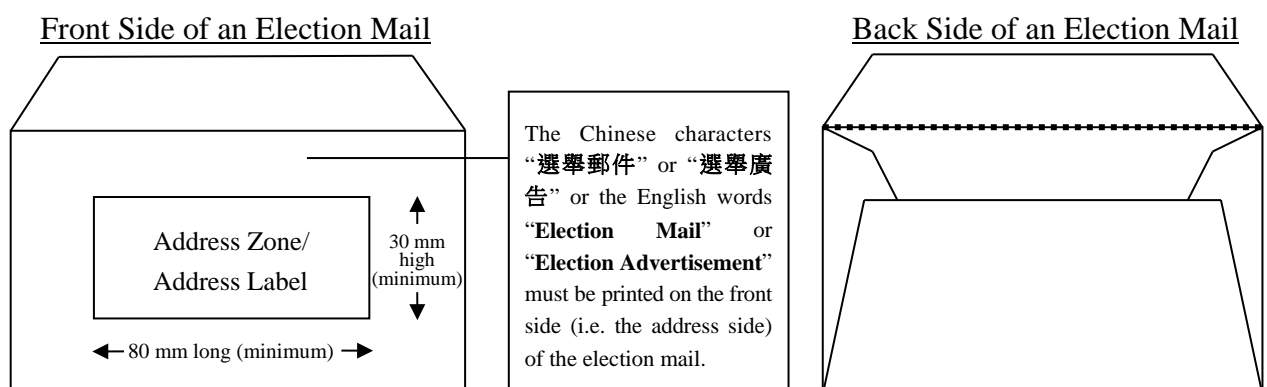 Front Side of an Election Mail
Back Side of an Election Mail
Address Zone/
Address Label
30 mm
high
(minimum)
80 mm long (minimum)
The Chinese characters
“選舉郵件” or “選舉廣
告” or the English words
“Election Mail” or
“Election Advertisement”
must be printed on the front
side (i.e. the address side)
of the election mail.